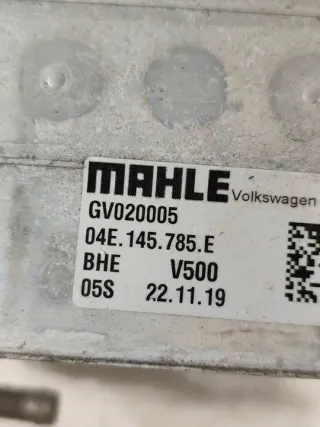 MAHLE Volkswagen
GV020005
04E.145.785.E
BHE V500
05S 22.11.19